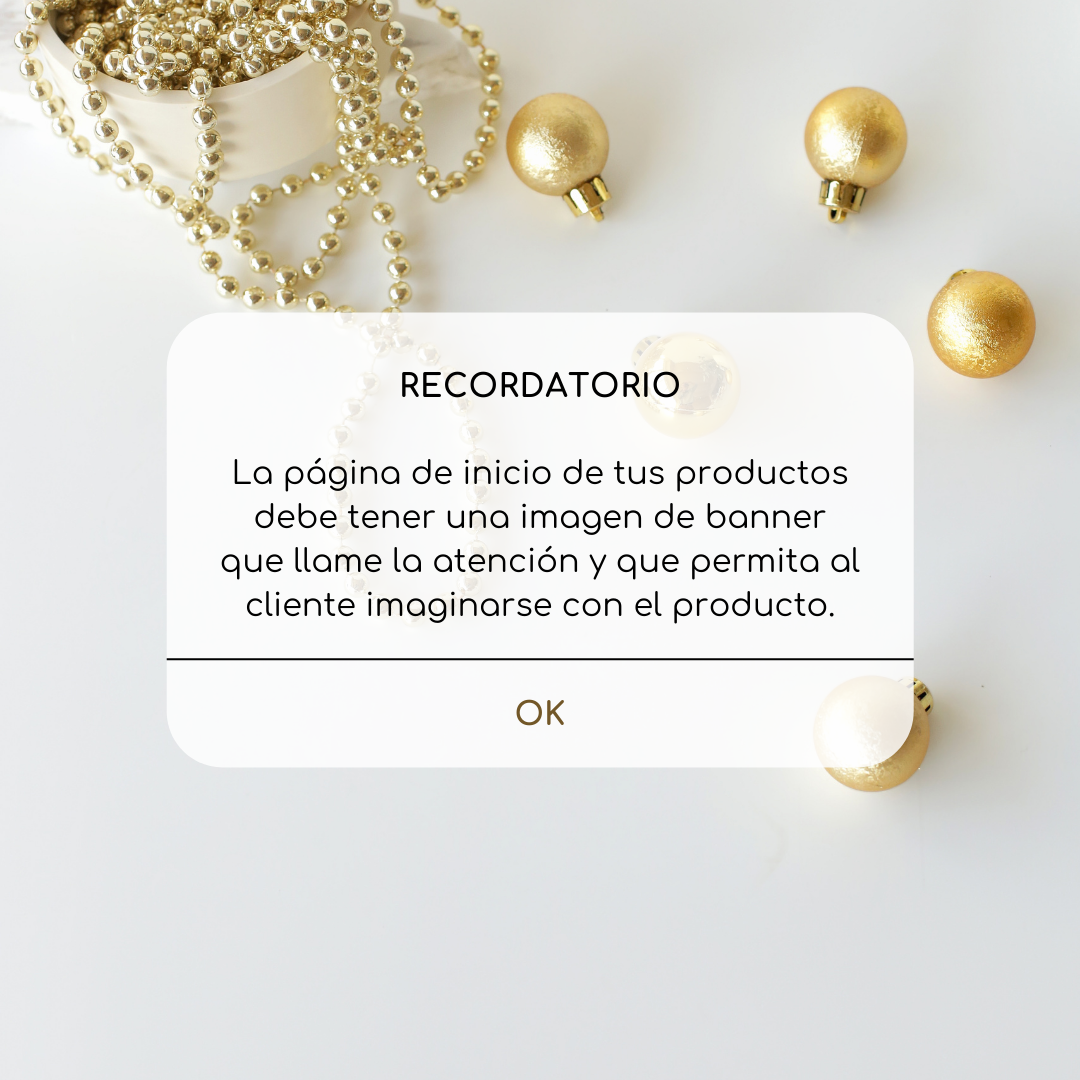 RECORDATORIO
La página de inicio de tus productos
debe tener una imagen de banner
que llame la atención y que permita al
cliente imaginarse con el producto.
OK